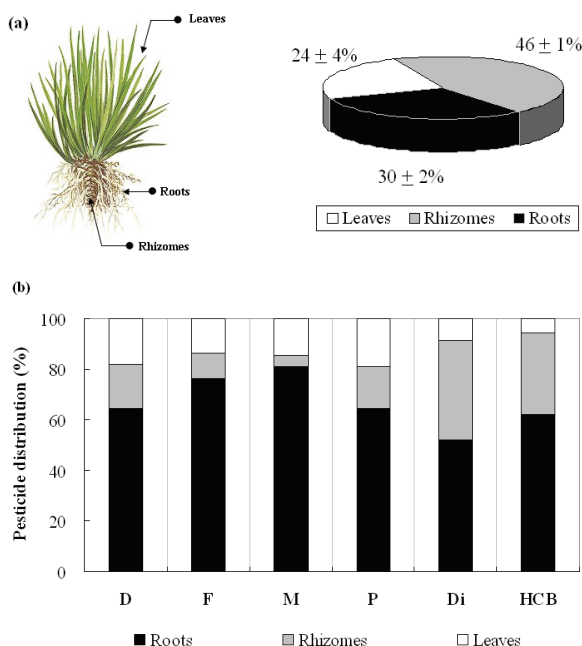 (a)
Leaves
Roots
Rhizomes
24 ± 4%
46 ± 1%
30 ± 2%
Leaves Rhizomes Roots
(b)
Pesticide distribution (%)
100
80
60
40
20
0
D F M P Di HCB
Roots Rhizomes Leaves